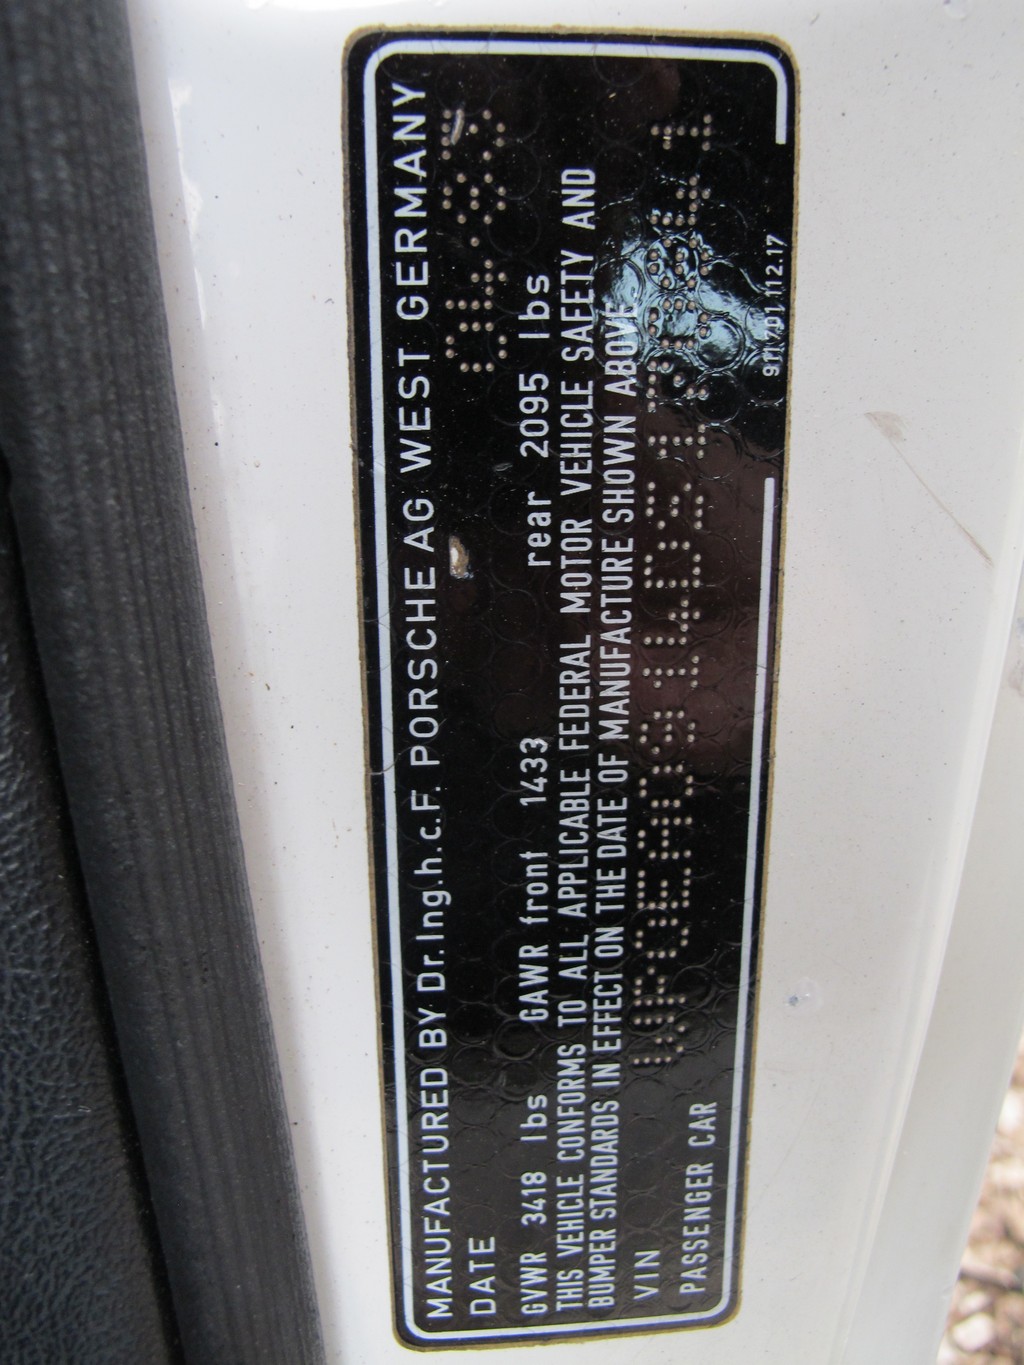 MANUFACTURED BY Dr.Ing.h.c.F. PORSCHE AG WEST GERMANY
DATE
GVWR 3418 lbs GAWR front 1433 rear 2095 lbs
THIS VEHICLE CONFORMS TO ALL APPLICABLE FEDERAL MOTOR VEHICLE SAFETY AND
BUMPER STANDARDS IN EFFECT ON THE DATE OF MANUFACTURE SHOWN ABOVE.
VIN
PASSENGER CAR
911.701.112.17